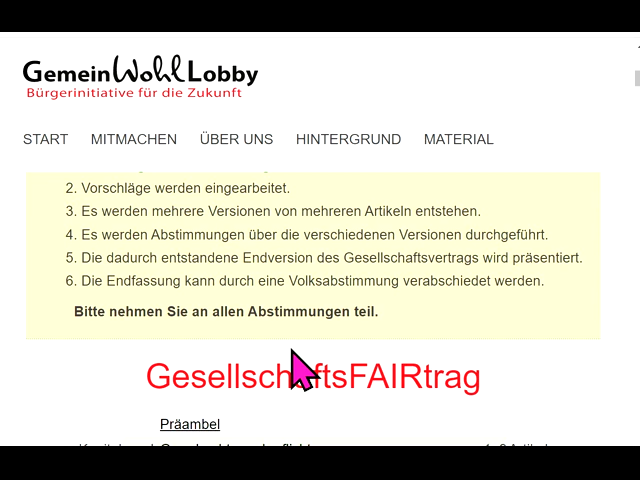 GemeinWohlLobby
Bürgerinitiative für die Zukunft
START MITMACHEN ÜBER UNS HINTERGRUND MATERIAL
2. Vorschläge werden eingearbeitet.
3. Es werden mehrere Versionen von mehreren Artikeln entstehen.
4. Es werden Abstimmungen über die verschiedenen Versionen durchgeführt.
5. Die dadurch entstandene Endversion des Gesellschaftsvertrags wird präsentiert.
6. Die Endfassung kann durch eine Volksabstimmung verabschiedet werden.
Bitte nehmen Sie an allen Abstimmungen teil.
GesellschaftsFAIRtrag
Präambel